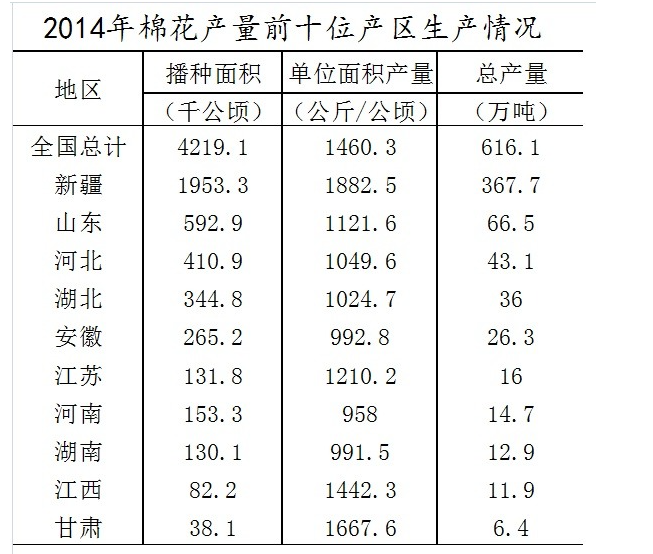 2014年棉花产量前十位产区生产情况
地区 播种面积 单位面积产量 总产量
（千公顷） （公斤/公顷） （万吨）
全国总计 4219.1 1460.3 616.1
新疆 1953.3 1882.5 367.7
山东 592.9 1121.6 66.5
河北 410.9 1049.6 43.1
湖北 344.8 1024.7 36
安徽 265.2 992.8 26.3
江苏 131.8 1210.2 16
河南 153.3 958 14.7
湖南 130.1 991.5 12.9
江西 82.2 1442.3 11.9
甘肃 38.1 1667.6 6.4